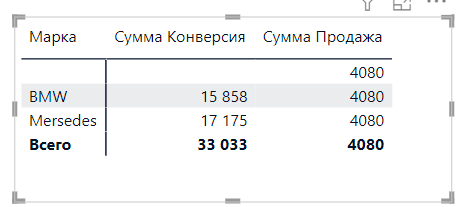 Марка Сумма Конверсия Сумма Продажа
4080
BMW 15 858 4080
Mersedes 17 175 4080
Всего 33 033 4080